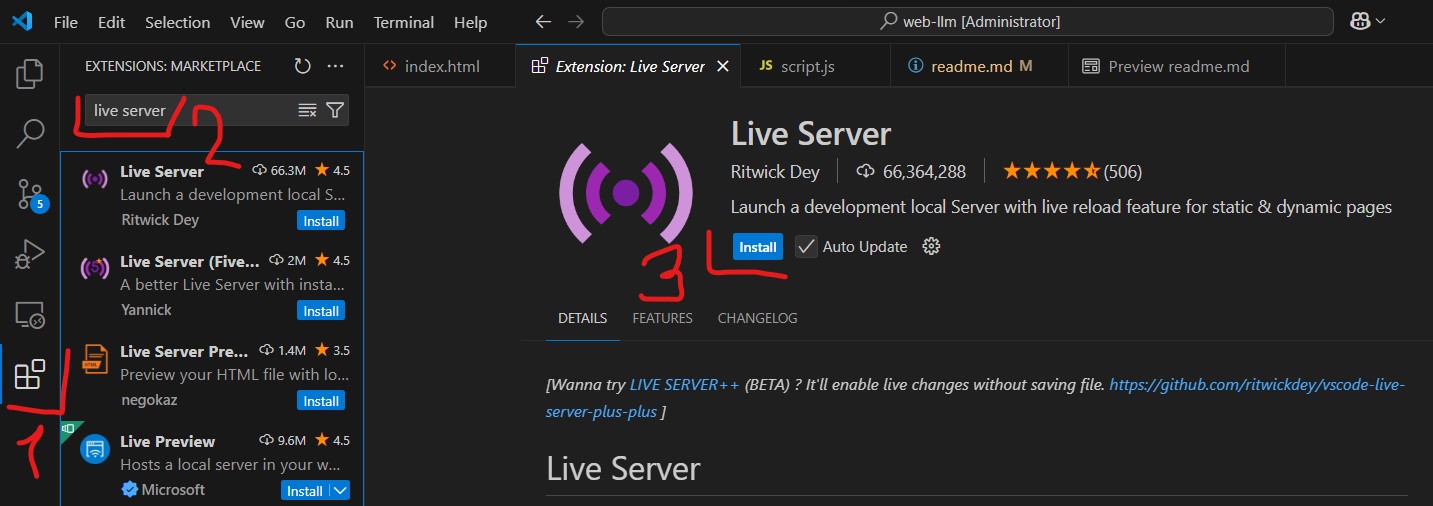 File Edit Selection View Go Run Terminal Help
web-llm [Administrator]
EXTENSIONS: MARKETPLACE
live server
2
Live Server 66.3M 4.5
Launch a development local S...
Ritwick Dey Install
Live Server (Five... 2M 4.5
A better Live Server with insta...
Yannick Install
Live Server Pre... 1.4M 3.5
Preview your HTML file with lo...
negokaz Install
Live Preview 9.6M 4.5
Hosts a local server in your w...
Microsoft Install
5
1
index.html
Extension: Live Server
JS script.js
readme.md M
Preview readme.md
Live Server
Ritwick Dey 66,364,288 (506)
Launch a development local Server with live reload feature for static & dynamic pages
3
Install Auto Update
DETAILS FEATURES CHANGELOG
[Wanna try LIVE SERVER++ (BETA) ? It'll enable live changes without saving file. https://github.com/ritwickdey/vscode-live-
server-plus-plus ]
Live Server